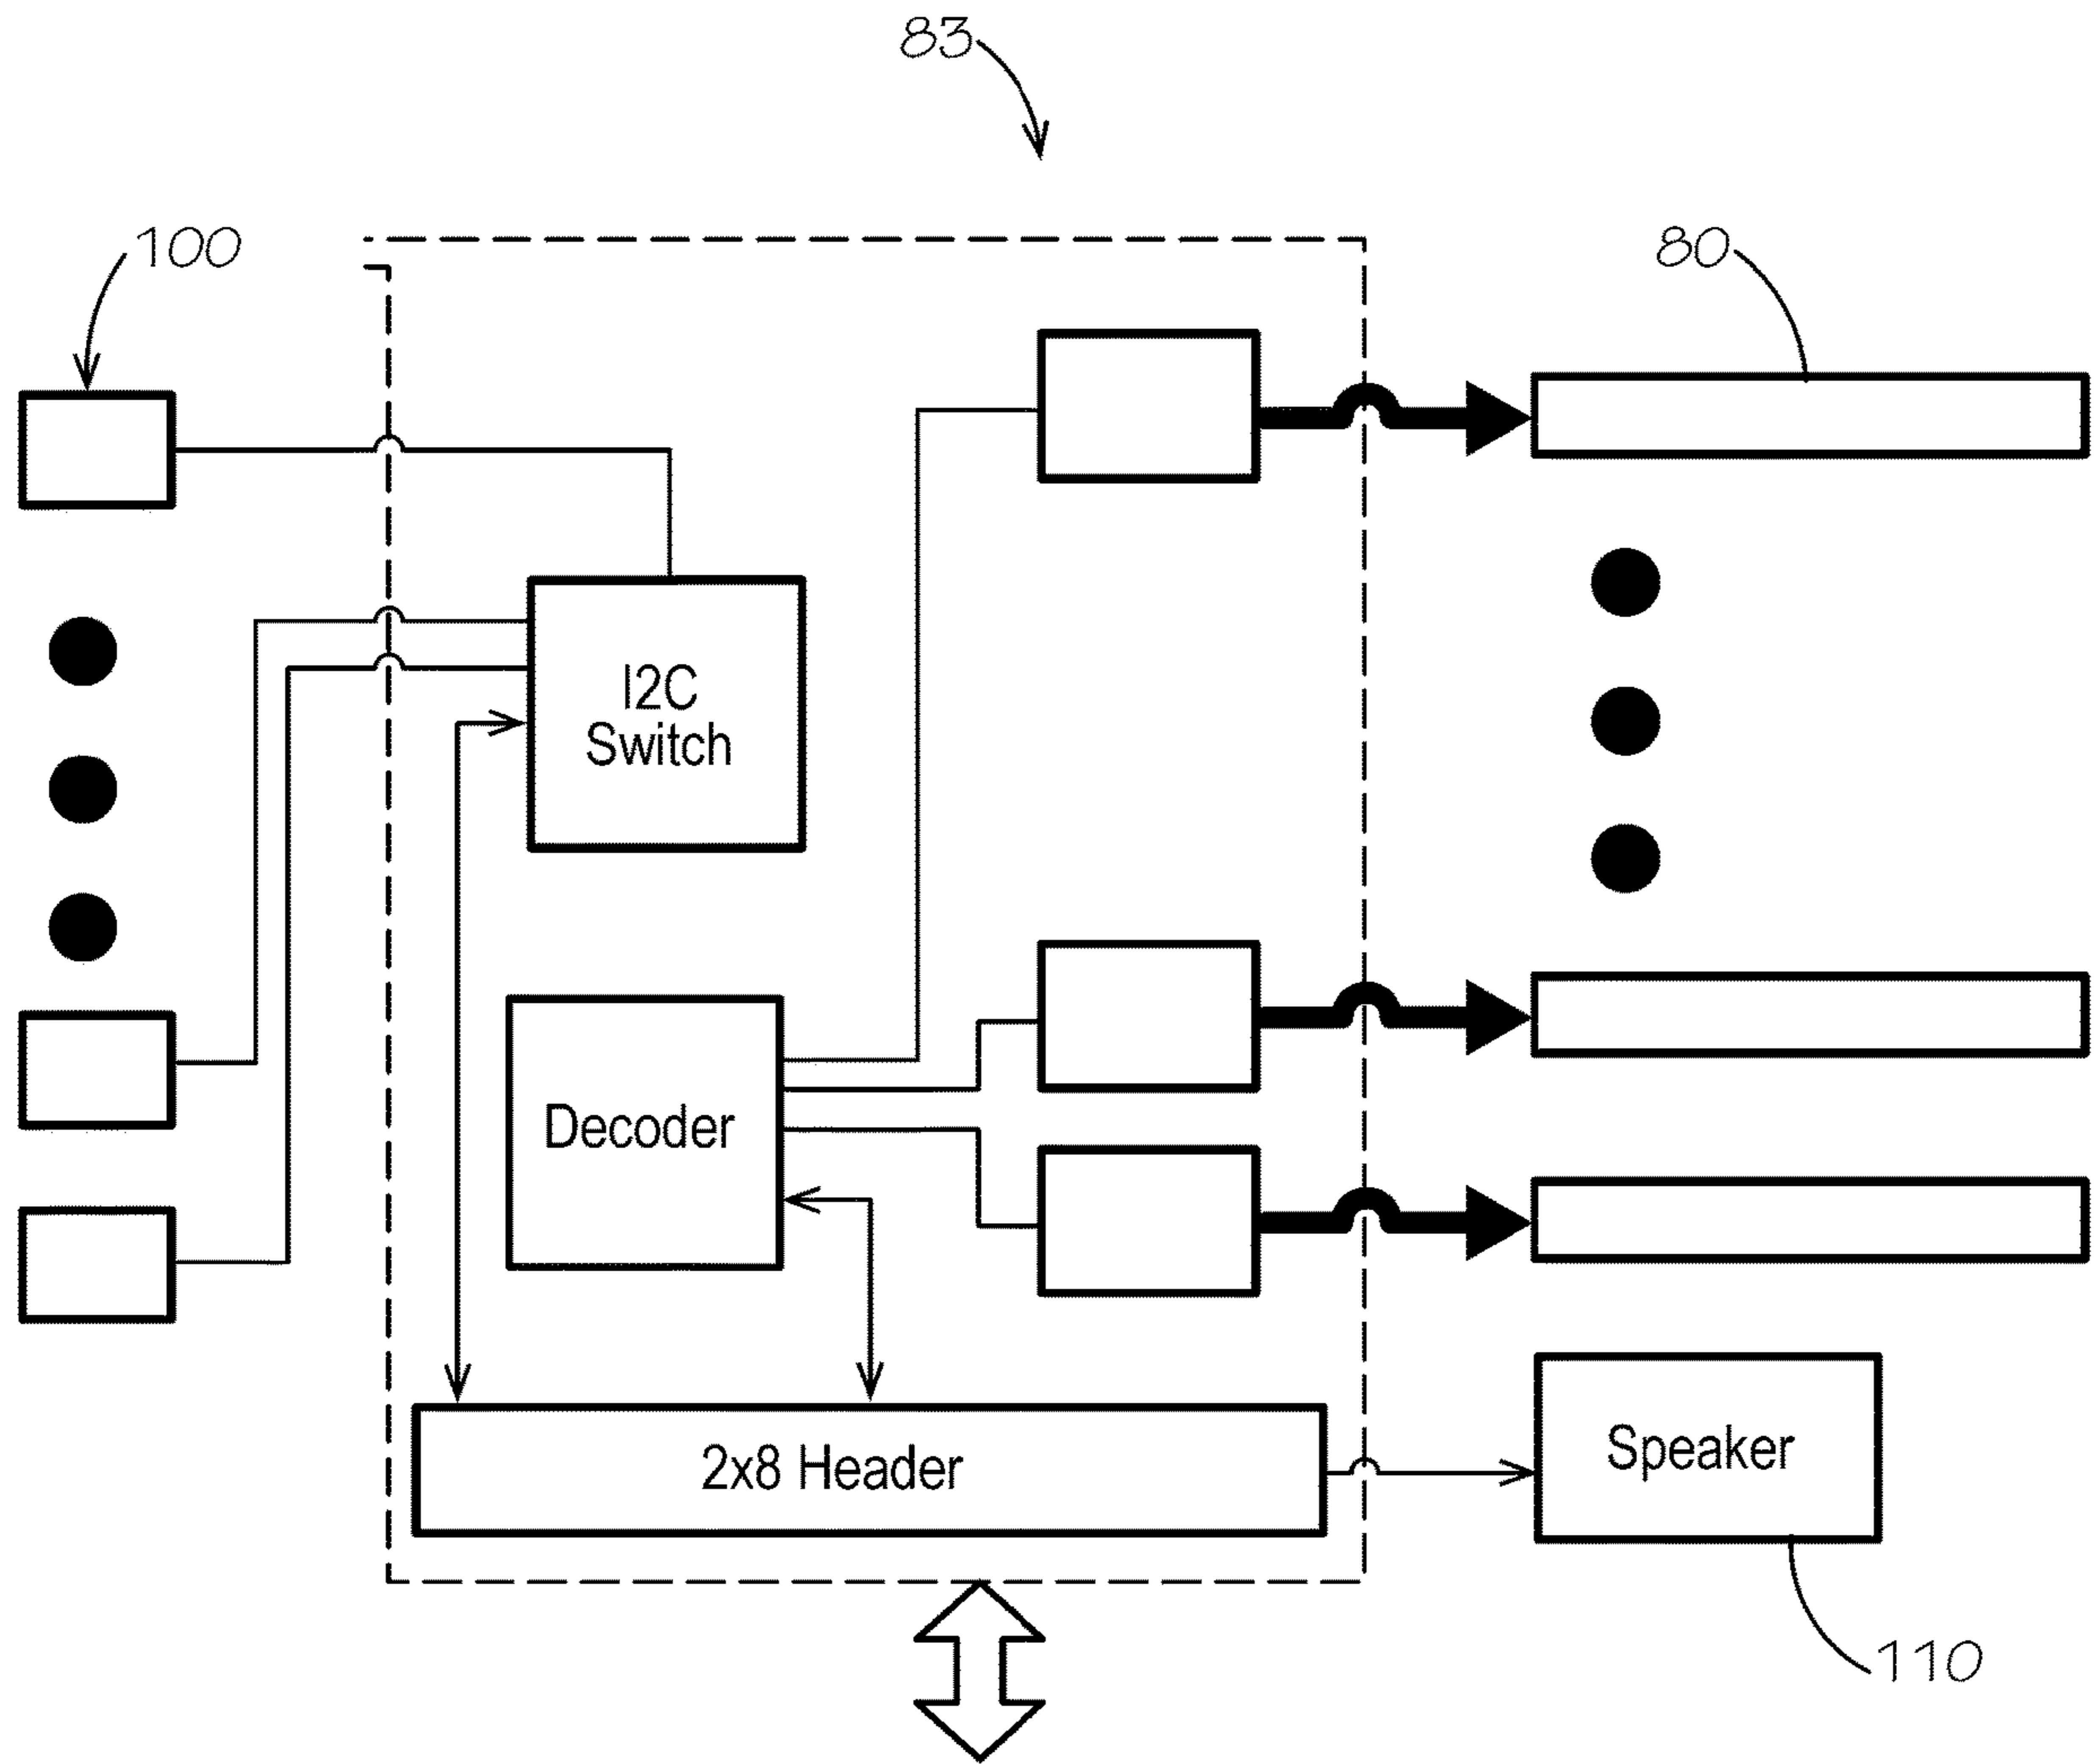 83
100
80
I2C
Switch
Decoder
2x8 Header
Speaker
110